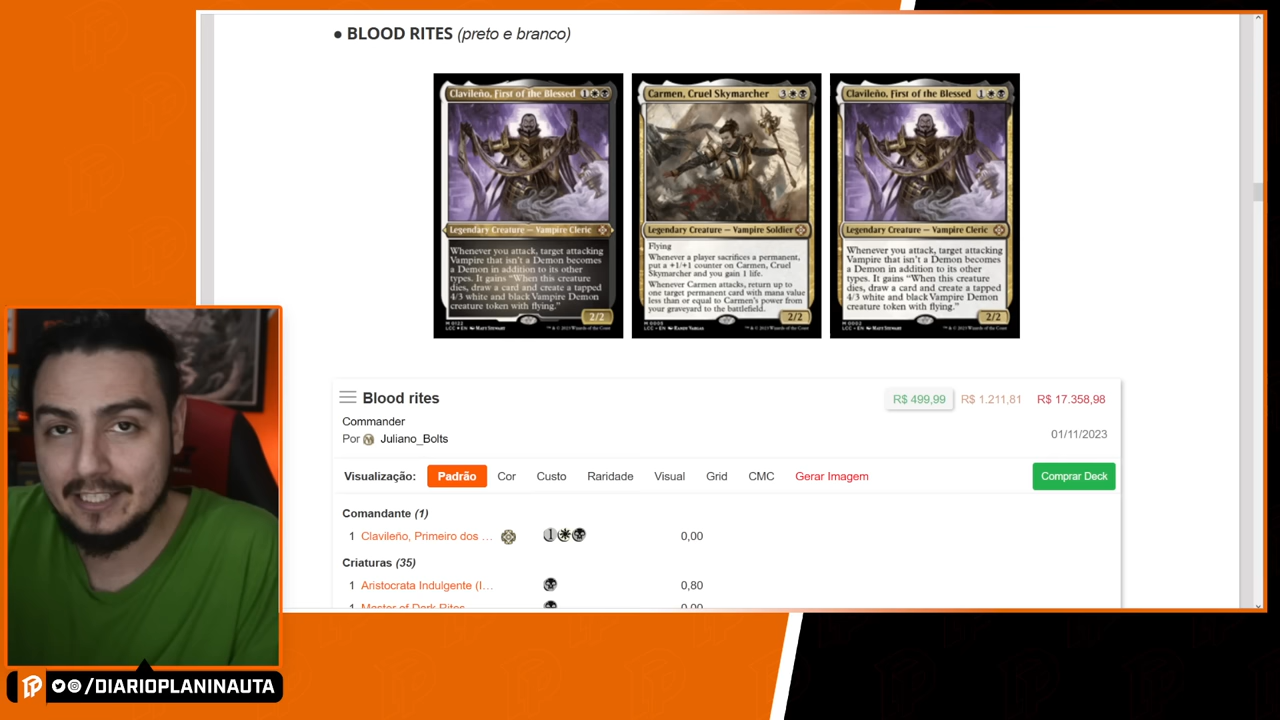 ● BLOOD RITES (preto e branco)
Clavileño, First of the Blessed
Legendary Creature — Vampire Cleric
Whenever you attack, target attacking
Vampire that isn't a Demon becomes
a Demon in addition to its other
types. It gains "When this creature
dies, draw a card and create a tapped
4/3 white and black Vampire Demon
creature token with flying."
2/2
Carmen, Cruel Skymarcher
Legendary Creature — Vampire Soldier
Flying
Whenever a player sacrifices a permanent,
put a +1/+1 counter on Carmen, Cruel
Skymarcher and you gain 1 life.
Whenever Carmen attacks, return up to
one target permanent card with mana value
less than or equal to Carmen's power from
your graveyard to the battlefield.
2/2
Clavileño, First of the Blessed
Legendary Creature — Vampire Cleric
Whenever you attack, target attacking
Vampire that isn't a Demon becomes
a Demon in addition to its other
types. It gains "When this creature
dies, draw a card and create a tapped
4/3 white and black Vampire Demon
creature token with flying."
2/2
Blood rites R$ 499,99 R$ 1.211,81 R$ 17.358,98
Commander
Por Juliano_Bolts 01/11/2023
Visualização: Padrão Cor Custo Raridade Visual Grid CMC Gerar Imagem Comprar Deck
Comandante (1)
1 Clavileño, Primeiro dos ... 0,00
Criaturas (35)
1 Aristocrata Indulgente (I... 0,80
1 Master of Dark Rites 0,00
/DIARIOPLANINAUTA